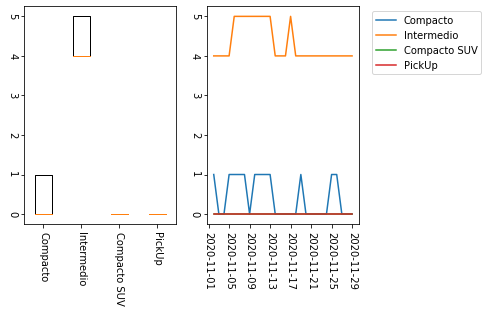 5
4
3
2
1
0
Compacto
Intermedio
Compacto SUV
PickUp
5
4
3
2
1
0
2020-11-01
2020-11-05
2020-11-09
2020-11-13
2020-11-17
2020-11-21
2020-11-25
2020-11-29
Compacto
Intermedio
Compacto SUV
PickUp